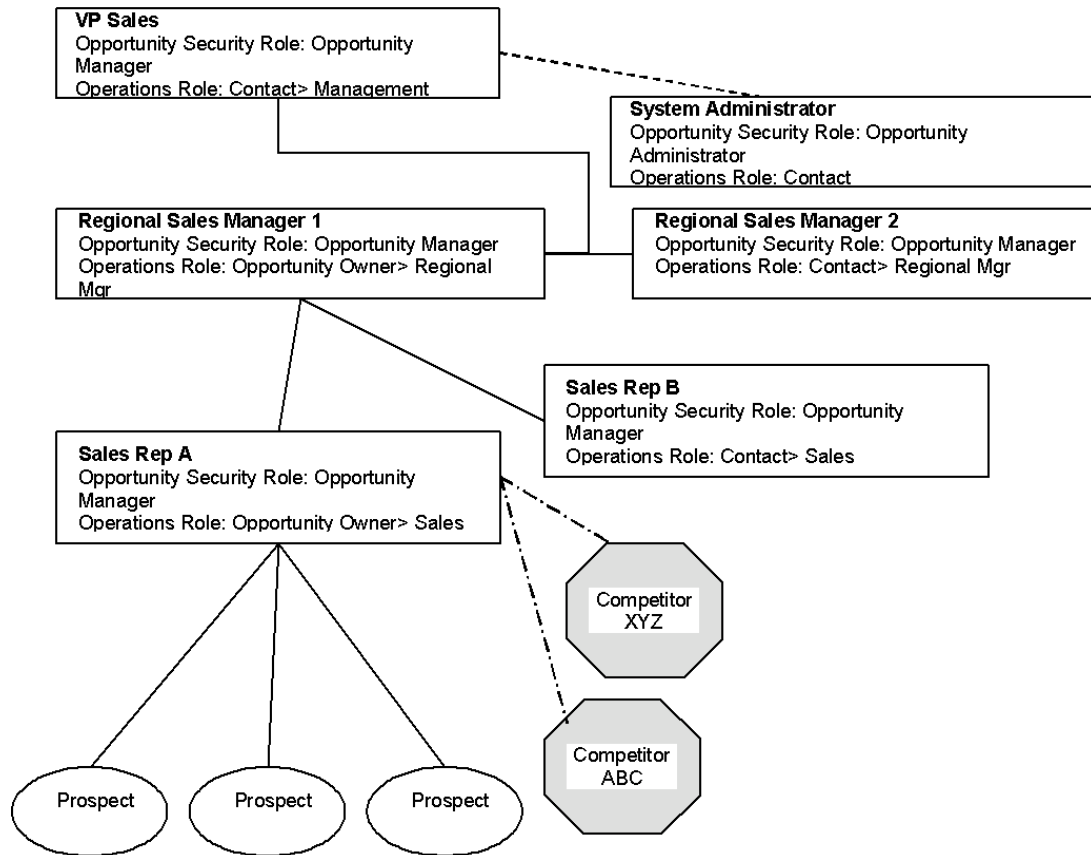 VP Sales
Opportunity Security Role: Opportunity
Manager
Operations Role: Contact> Management
System Administrator
Opportunity Security Role: Opportunity
Administrator
Operations Role: Contact
Regional Sales Manager 1
Opportunity Security Role: Opportunity Manager
Operations Role: Opportunity Owner> Regional
Mgr
Regional Sales Manager 2
Opportunity Security Role: Opportunity Manager
Operations Role: Contact> Regional Mgr
Sales Rep B
Opportunity Security Role: Opportunity
Manager
Operations Role: Contact> Sales
Sales Rep A
Opportunity Security Role: Opportunity
Manager
Operations Role: Opportunity Owner> Sales
Competitor
XYZ
Competitor
ABC
Prospect
Prospect
Prospect